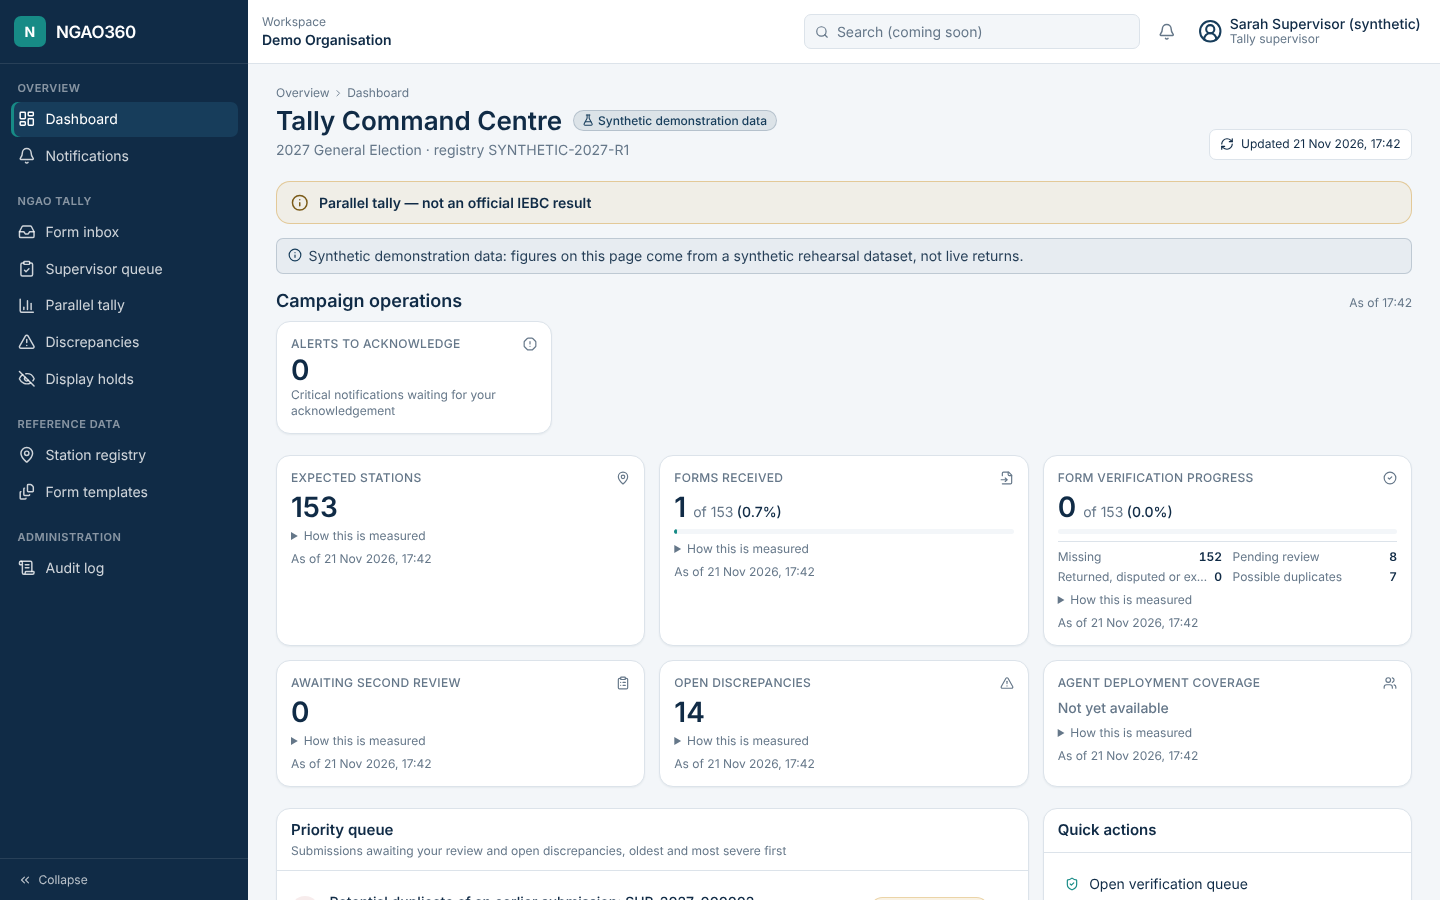 N NGAO360
OVERVIEW
Dashboard
Notifications
NGAO TALLY
Form inbox
Supervisor queue
Parallel tally
Discrepancies
Display holds
REFERENCE DATA
Station registry
Form templates
ADMINISTRATION
Audit log
Collapse
Workspace
Demo Organisation
Search (coming soon)
Sarah Supervisor (synthetic)
Tally supervisor
Overview > Dashboard
Tally Command Centre Synthetic demonstration data
2027 General Election · registry SYNTHETIC-2027-R1
Updated 21 Nov 2026, 17:42
Parallel tally — not an official IEBC result
Synthetic demonstration data: figures on this page come from a synthetic rehearsal dataset, not live returns.
Campaign operations
As of 17:42
ALERTS TO ACKNOWLEDGE
0
Critical notifications waiting for your
acknowledgement
EXPECTED STATIONS
153
How this is measured
As of 21 Nov 2026, 17:42
FORMS RECEIVED
1 of 153 (0.7%)
How this is measured
As of 21 Nov 2026, 17:42
FORM VERIFICATION PROGRESS
0 of 153 (0.0%)
Missing 152 Pending review 8
Returned, disputed or ex... 0 Possible duplicates 7
How this is measured
As of 21 Nov 2026, 17:42
AWAITING SECOND REVIEW
0
How this is measured
As of 21 Nov 2026, 17:42
OPEN DISCREPANCIES
14
How this is measured
As of 21 Nov 2026, 17:42
AGENT DEPLOYMENT COVERAGE
Not yet available
How this is measured
As of 21 Nov 2026, 17:42
Priority queue
Submissions awaiting your review and open discrepancies, oldest and most severe first
Potential duplicate of an earlier submission:
Quick actions
Open verification queue